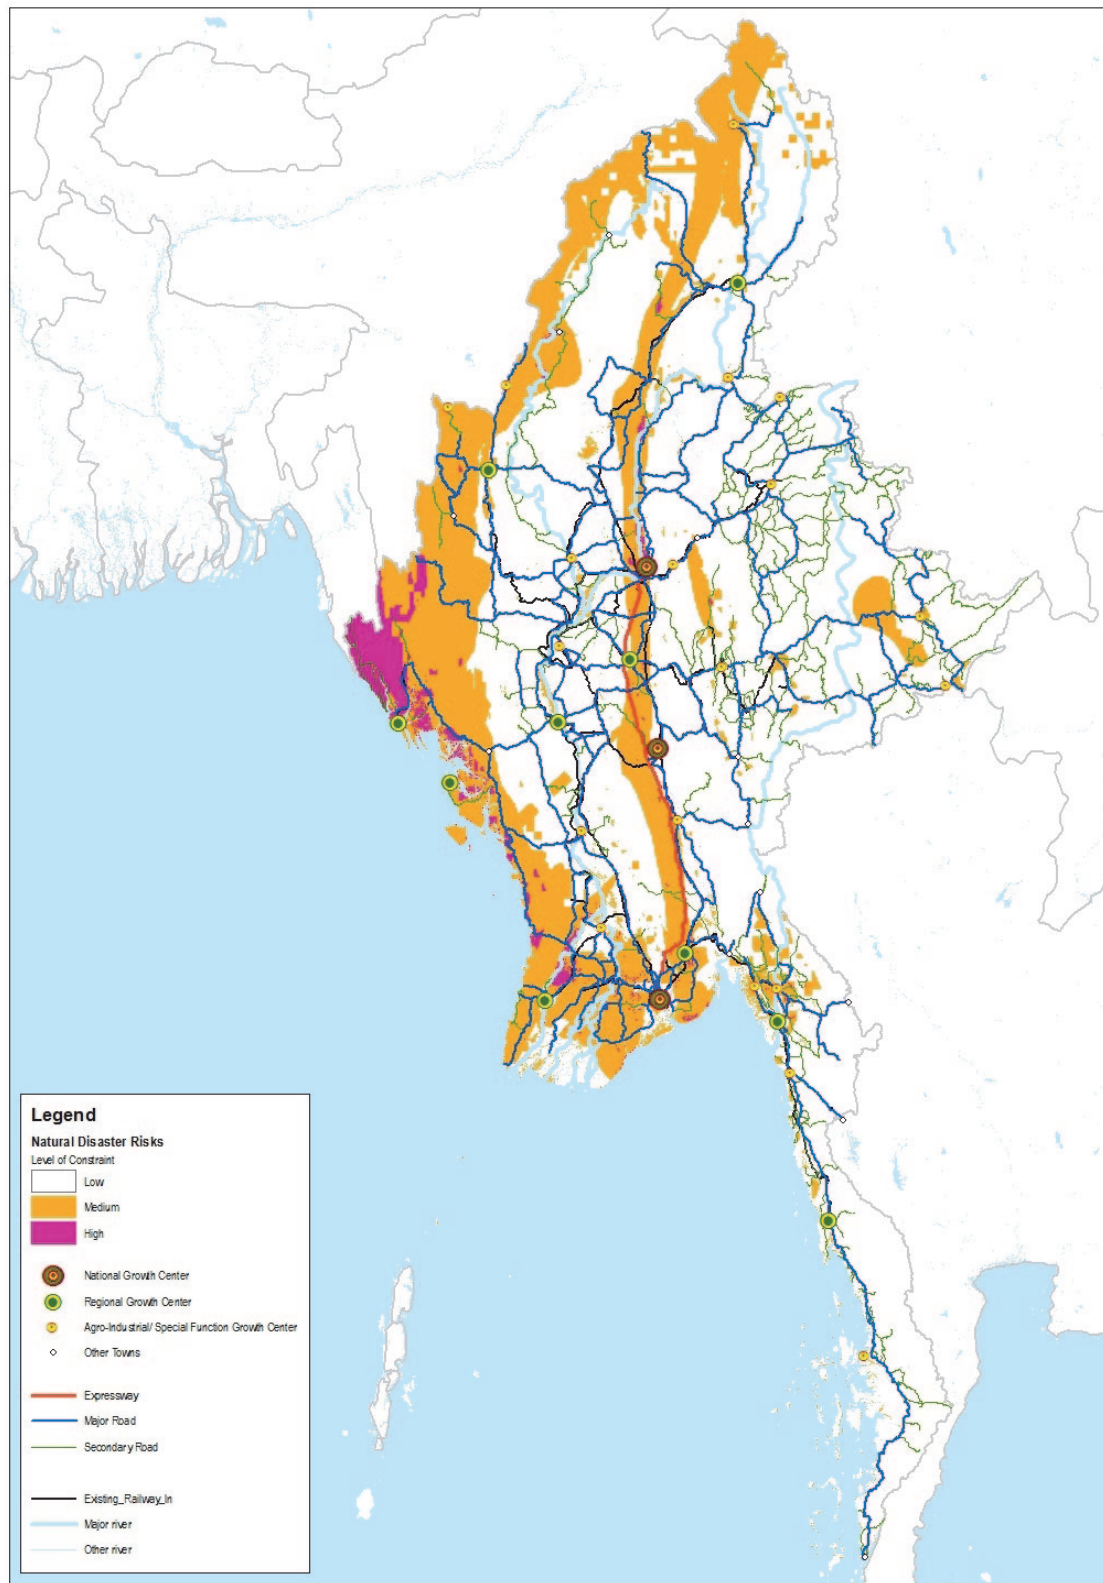 Legend
Natural Disaster Risks
Level of Constraint
Low
Medium
High
National Growth Center
Regional Growth Center
Agro-Industrial/ Special Function Growth Center
Other Towns
Expressway
Major Road
Secondary Road
Existing_Railway_ln
Major river
Other river